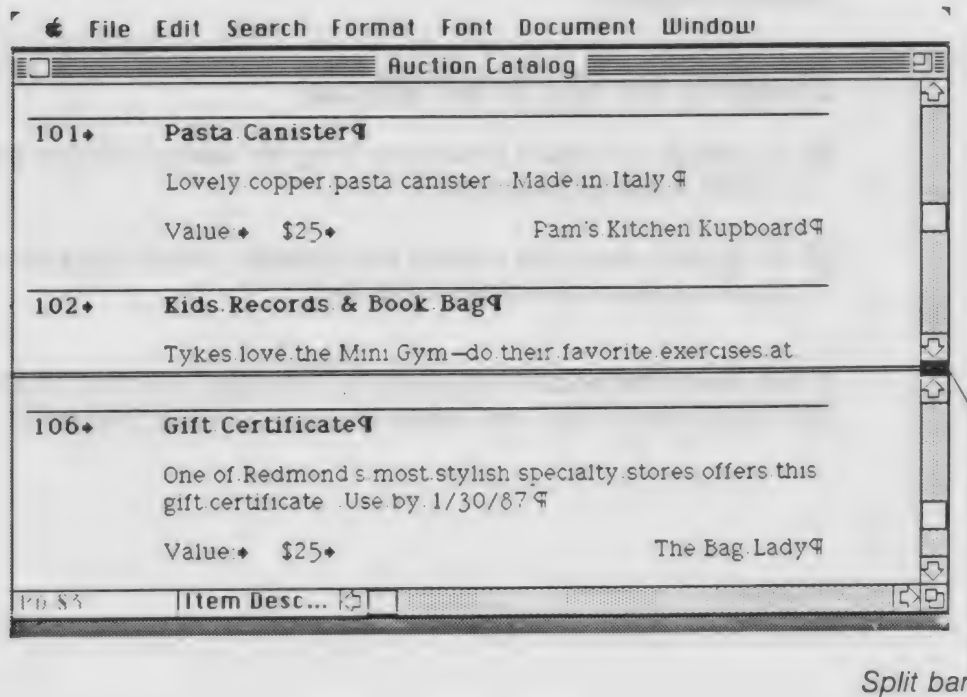 File Edit Search Format Font Document Window
Auction Catalog
101 Pasta Canister¶
Lovely copper pasta canister. Made in Italy.¶
Value: $25 Pam's Kitchen Kupboard¶
102 Kids Records & Book Bag¶
Tykes love the Mini Gym—do their favorite exercises at
106 Gift Certificate¶
One of Redmond's most stylish specialty stores offers this
gift certificate. Use by 1/30/87.¶
Value: $25 The Bag Lady¶
Item Desc...
Split bar